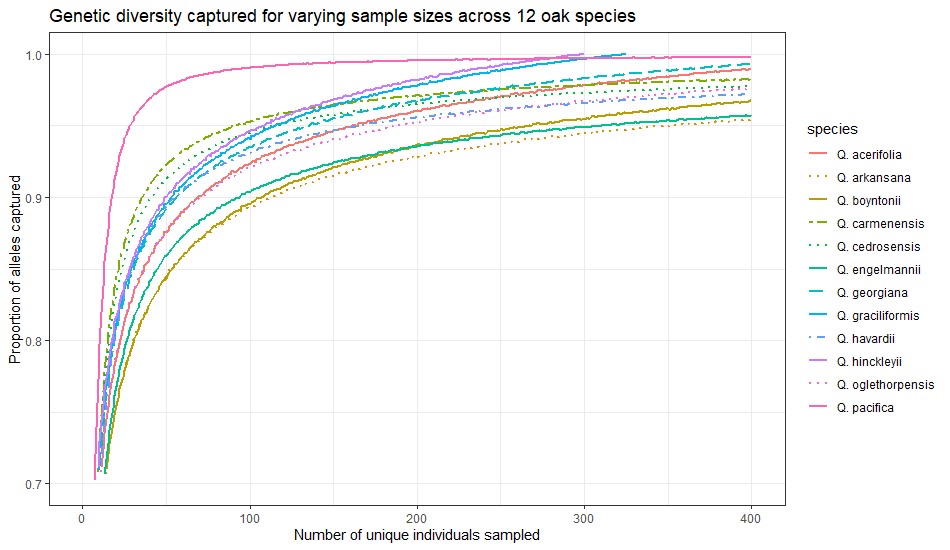 Genetic diversity captured for varying sample sizes across 12 oak species
Proportion of alleles captured
1.0
0.9
0.8
0.7
0
100
200
300
400
Number of unique individuals sampled
species
Q. acerifolia
Q. arkansana
Q. boyntonii
Q. carmenensis
Q. cedrosensis
Q. engelmannii
Q. georgiana
Q. graciliformis
Q. havardii
Q. hinckleyii
Q. oglethorpensis
Q. pacifica